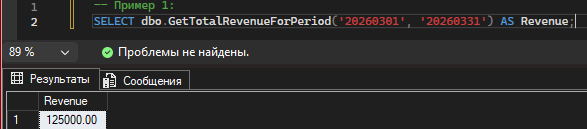 1 -- Пример 1:
2 SELECT dbo.GetTotalRevenueForPeriod('20260301', '20260331') AS Revenue;
89 % Проблемы не найдены.
Результаты Сообщения
Revenue
1 125000.00